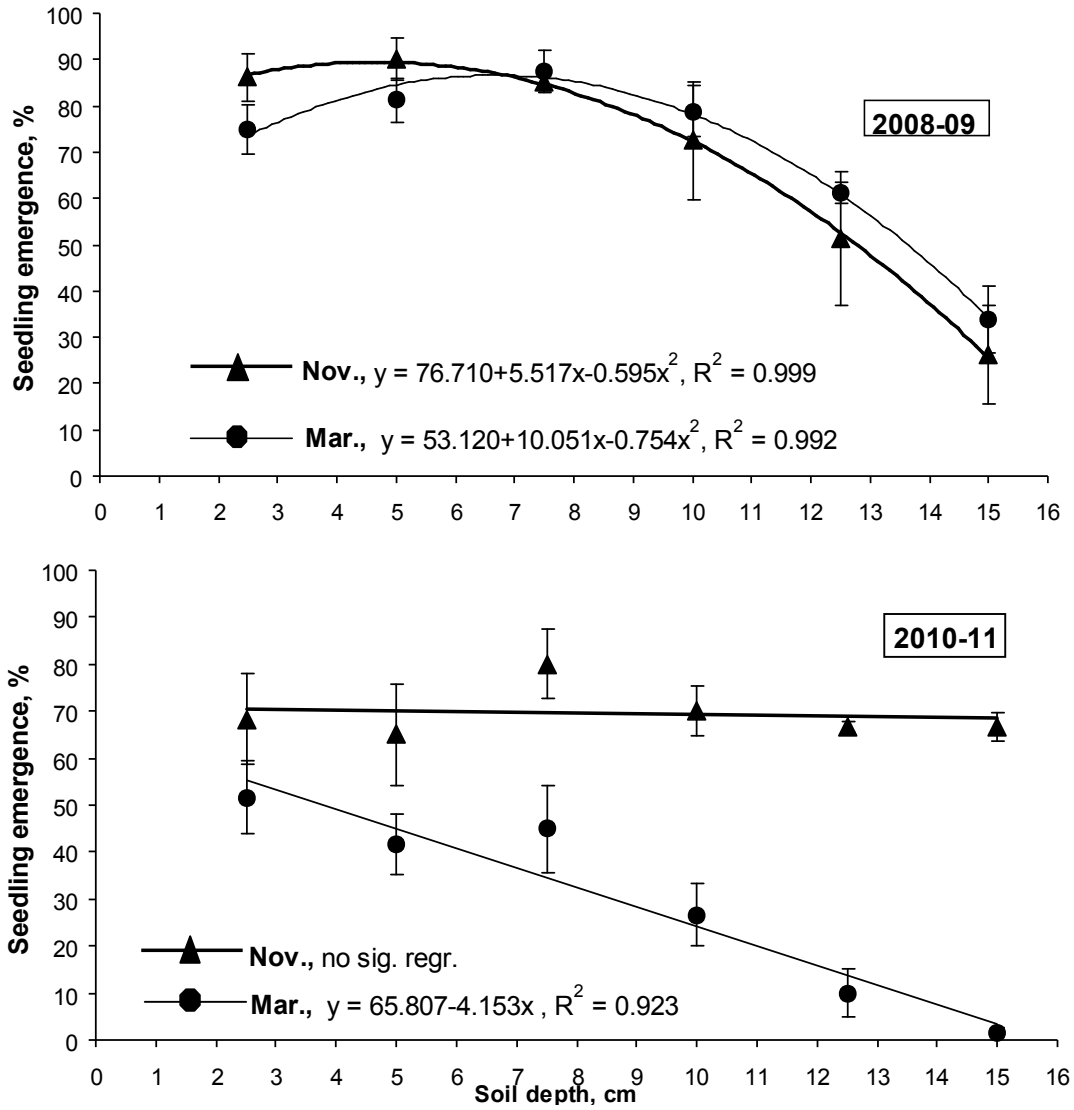 100
90
80
70
60
50
40
30
20
10
0
Seedling emergence, %
2008-09
Nov., y = 76.710+5.517x-0.595x², R² = 0.999
Mar., y = 53.120+10.051x-0.754x², R² = 0.992
0 1 2 3 4 5 6 7 8 9 10 11 12 13 14 15 16
100
90
80
70
60
50
40
30
20
10
0
Seedling emergence, %
2010-11
Nov., no sig. regr.
Mar., y = 65.807-4.153x , R² = 0.923
0 1 2 3 4 5 6 7 8 9 10 11 12 13 14 15 16
Soil depth, cm